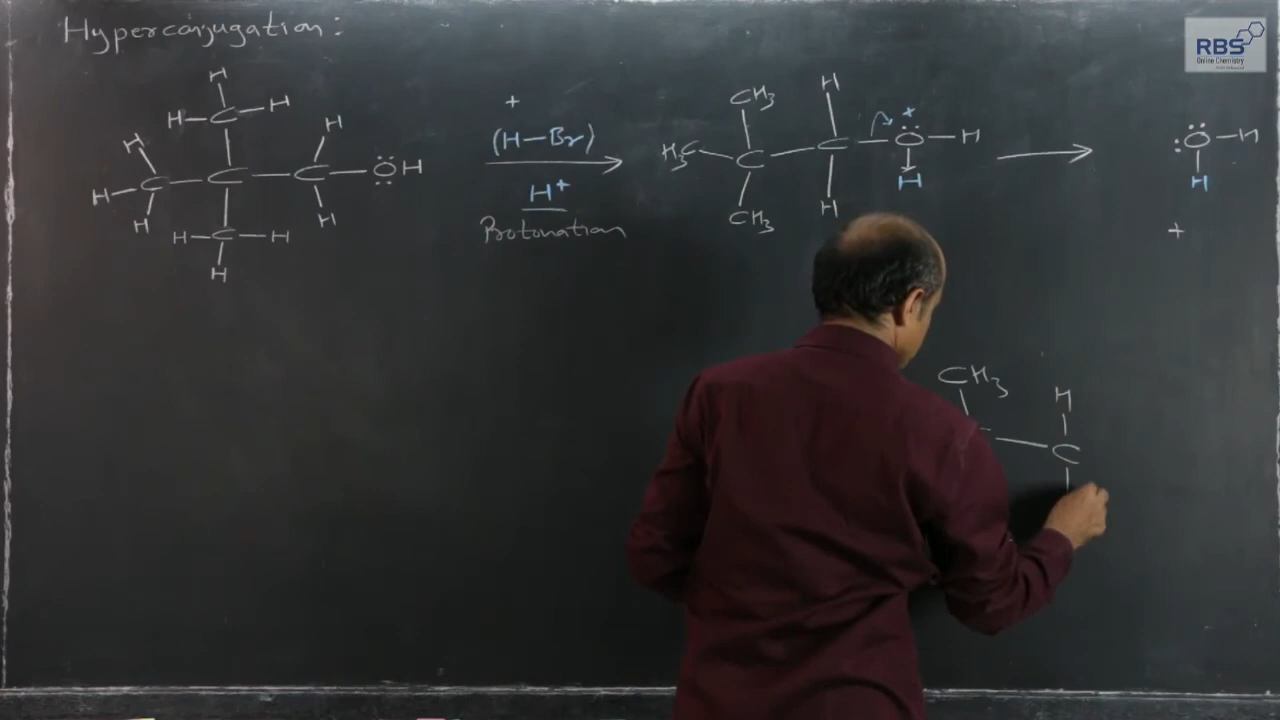 Hyperconjugation:
RBS
Online Chemistry
H
H C H
H H
H C C C ÖH
H H H
H C H
H
+
(H-Br)
H+
Protonation
CH3 H
H3C C C O + H
CH3 H H
:O H
H
+
CH3 H
C